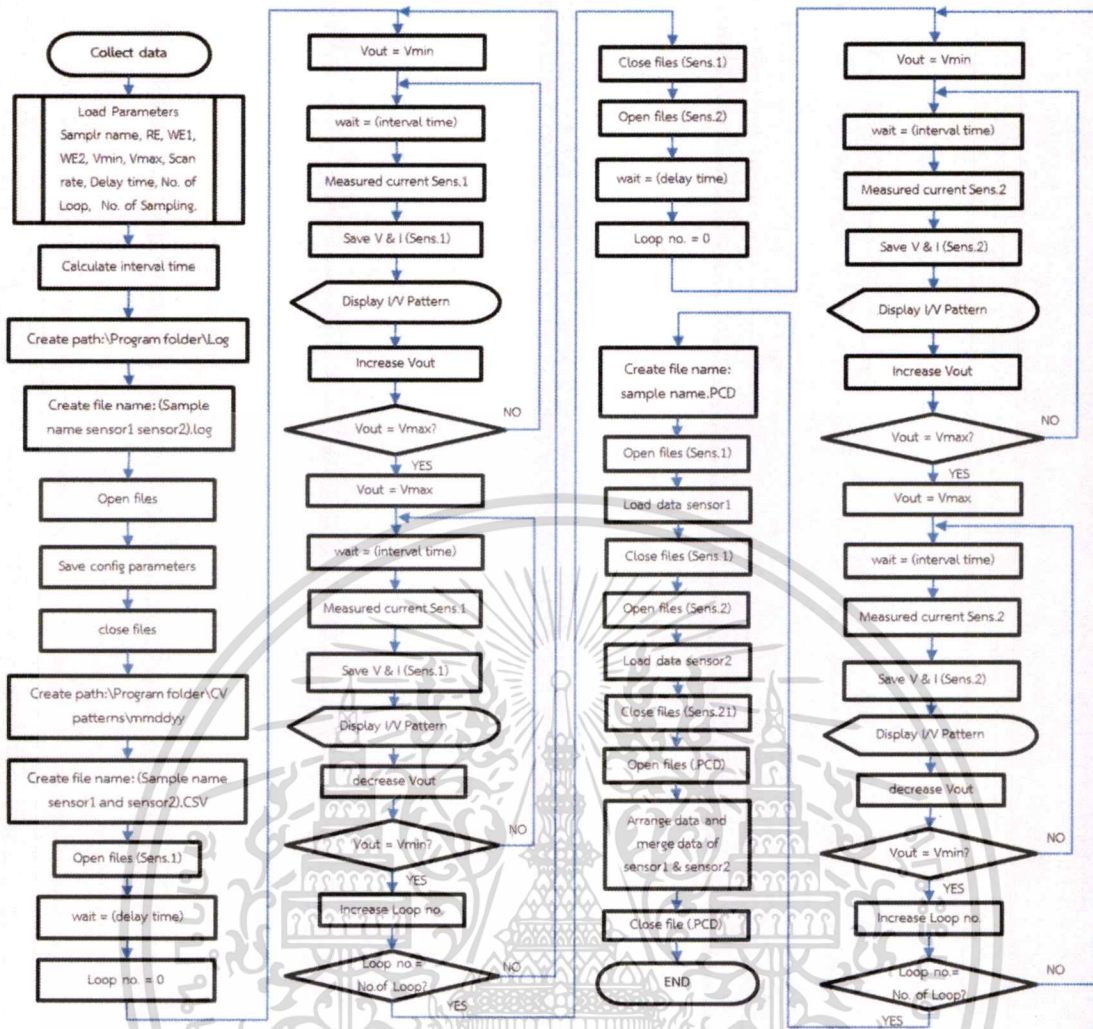 Collect data
Load Parameters
Samplr name, RE, WE1,
WE2, Vmin, Vmax, Scan
rate, Delay time, No. of
Loop, No. of Sampling.
Calculate interval time
Create path:\Program folder\Log
Create file name: (Sample
name sensor1 sensor2).log
Open files
Save config parameters
close files
Create path:\Program folder\CV
patterns\mmddyy
Create file name: (Sample name
sensor1 and sensor2).CSV
Open files (Sens.1)
wait = (delay time)
Loop no. = 0
Vout = Vmin
wait = (interval time)
Measured current Sens.1
Save V & I (Sens.1)
Display I/V Pattern
Increase Vout
Vout = Vmax?
NO
YES
Vout = Vmax
wait = (interval time)
Measured current Sens.1
Save V & I (Sens.1)
Display I/V Pattern
decrease Vout
Vout = Vmin?
NO
YES
Increase Loop no.
Loop no.=
No.of Loop?
NO
YES
Close files (Sens.1)
Open files (Sens.2)
wait = (delay time)
Loop no. = 0
Vout = Vmin
wait = (interval time)
Measured current Sens.2
Save V & I (Sens.2)
Display I/V Pattern
Increase Vout
Vout = Vmax?
NO
YES
Vout = Vmax
wait = (interval time)
Measured current Sens.2
Save V & I (Sens.2)
Display I/V Pattern
decrease Vout
Vout = Vmin?
NO
YES
Increase Loop no.
Loop no.=
No. of Loop?
NO
YES
Create file name:
sample name.PCD
Open files (Sens.1)
Load data sensor1
Close files (Sens.1)
Open files (Sens.2)
Load data sensor2
Close files (Sens.21)
Open files (.PCD)
Arrange data and
merge data of
sensor1 & sensor2
Close file (.PCD)
END